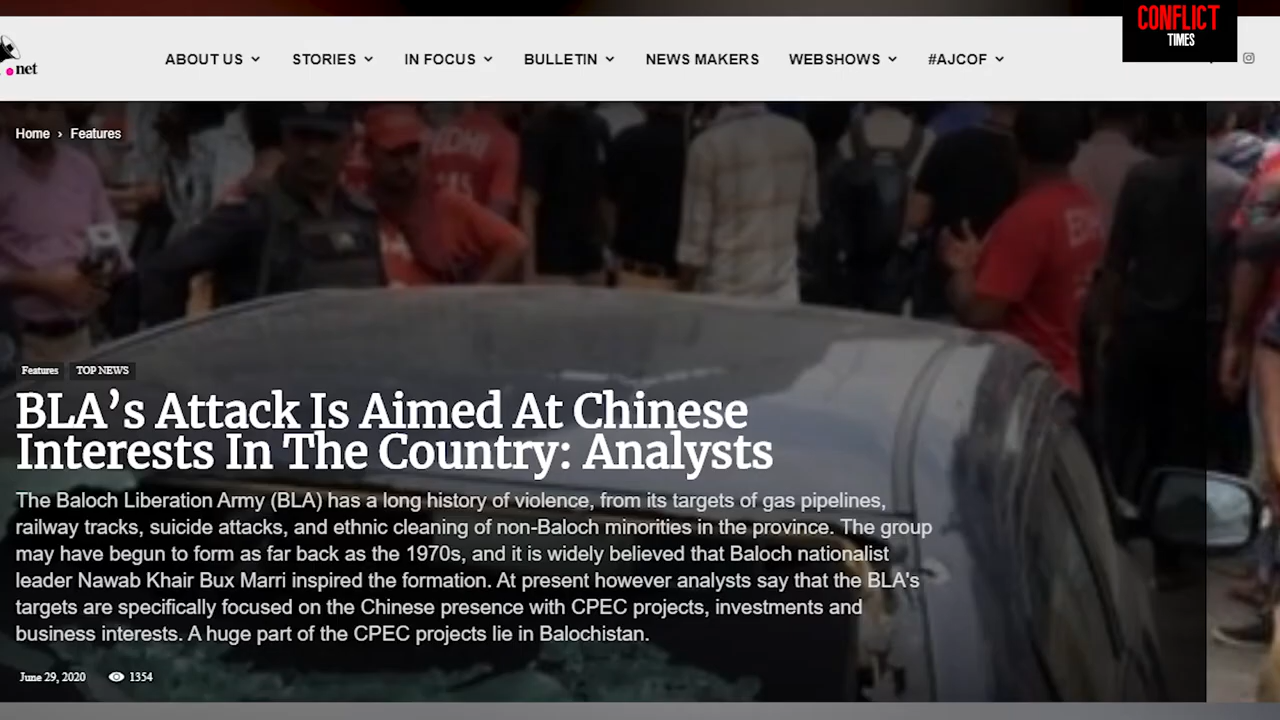 CONFLICT
TIMES
.net
ABOUT US
STORIES
IN FOCUS
BULLETIN
NEWS MAKERS
WEBSHOWS
#AJCOF
Home › Features
EDHI
Features
TOP NEWS
BLA’s Attack Is Aimed At Chinese
Interests In The Country: Analysts
The Baloch Liberation Army (BLA) has a long history of violence, from its targets of gas pipelines,
railway tracks, suicide attacks, and ethnic cleaning of non-Baloch minorities in the province. The group
may have begun to form as far back as the 1970s, and it is widely believed that Baloch nationalist
leader Nawab Khair Bux Marri inspired the formation. At present however analysts say that the BLA's
targets are specifically focused on the Chinese presence with CPEC projects, investments and
business interests. A huge part of the CPEC projects lie in Balochistan.
June 29, 2020
1354